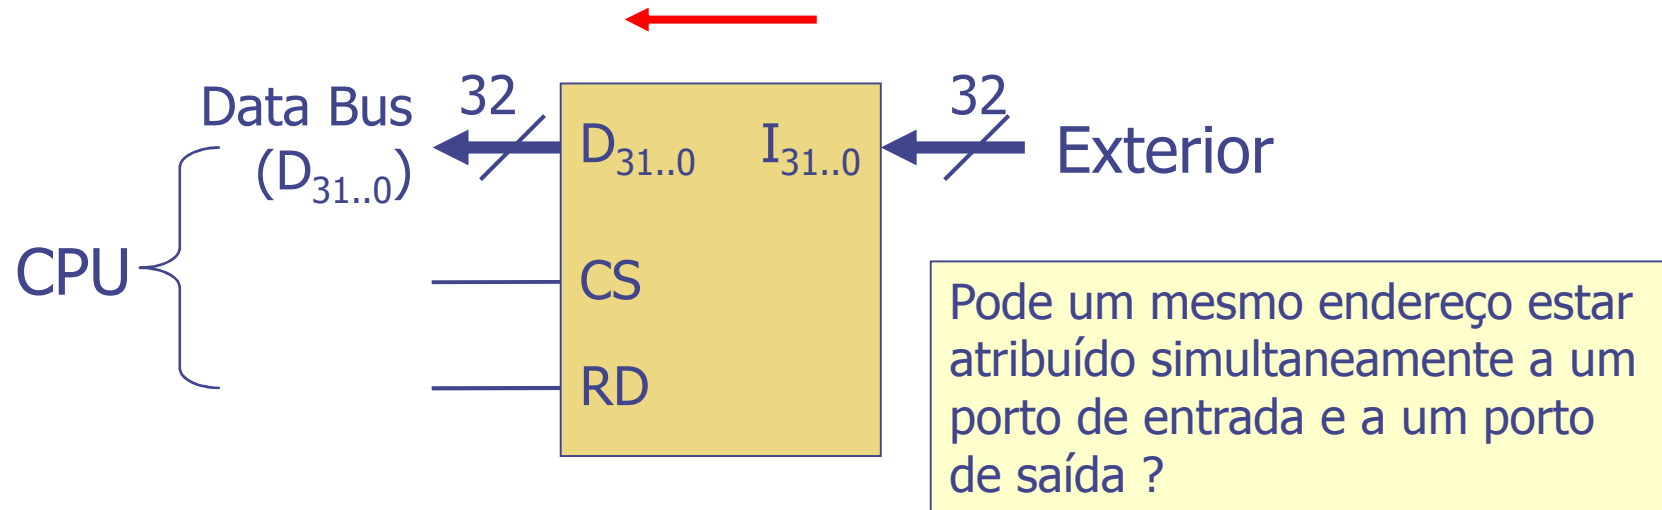 Data Bus
(D31..0)
CPU
32
D31..0
I31..0
CS
RD
32
Exterior
Pode um mesmo endereço estar
atribuído simultaneamente a um
porto de entrada e a um porto
de saída ?